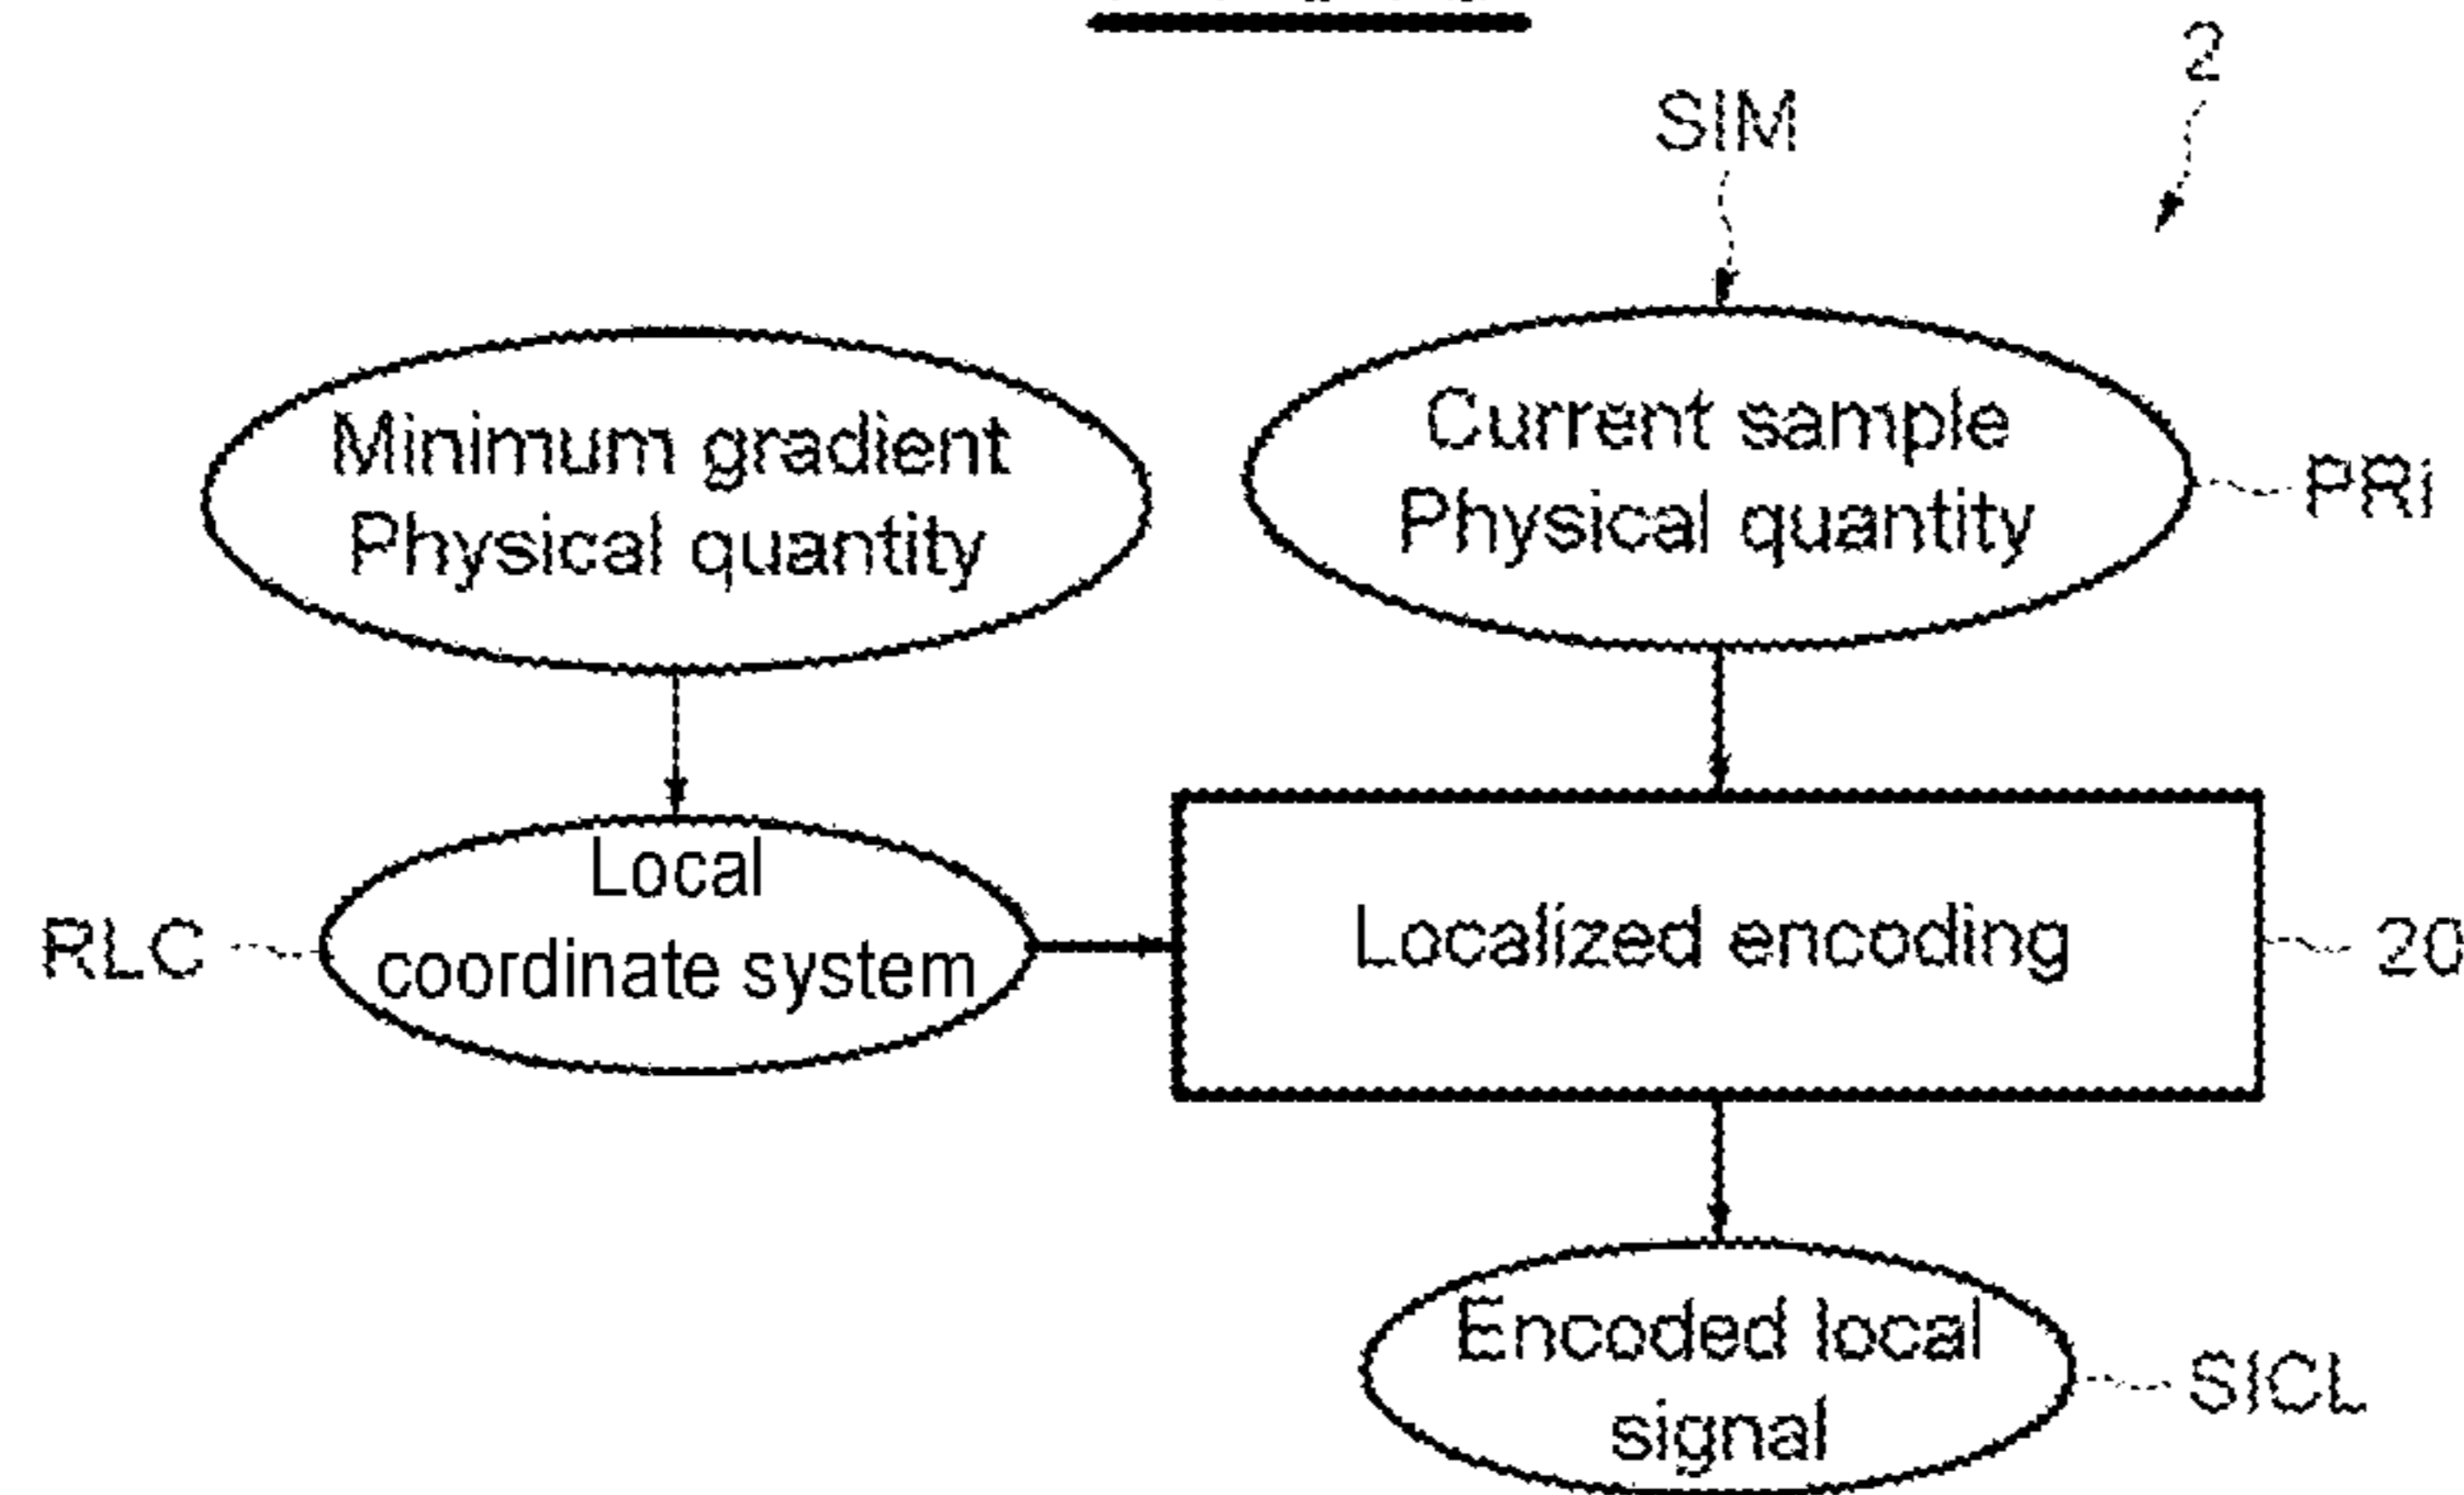 2
SIM
Minimum gradient
Physical quantity
Current sample
Physical quantity
PRi
Local
coordinate system
RLC
Localized encoding
20
Encoded local
signal
SICL